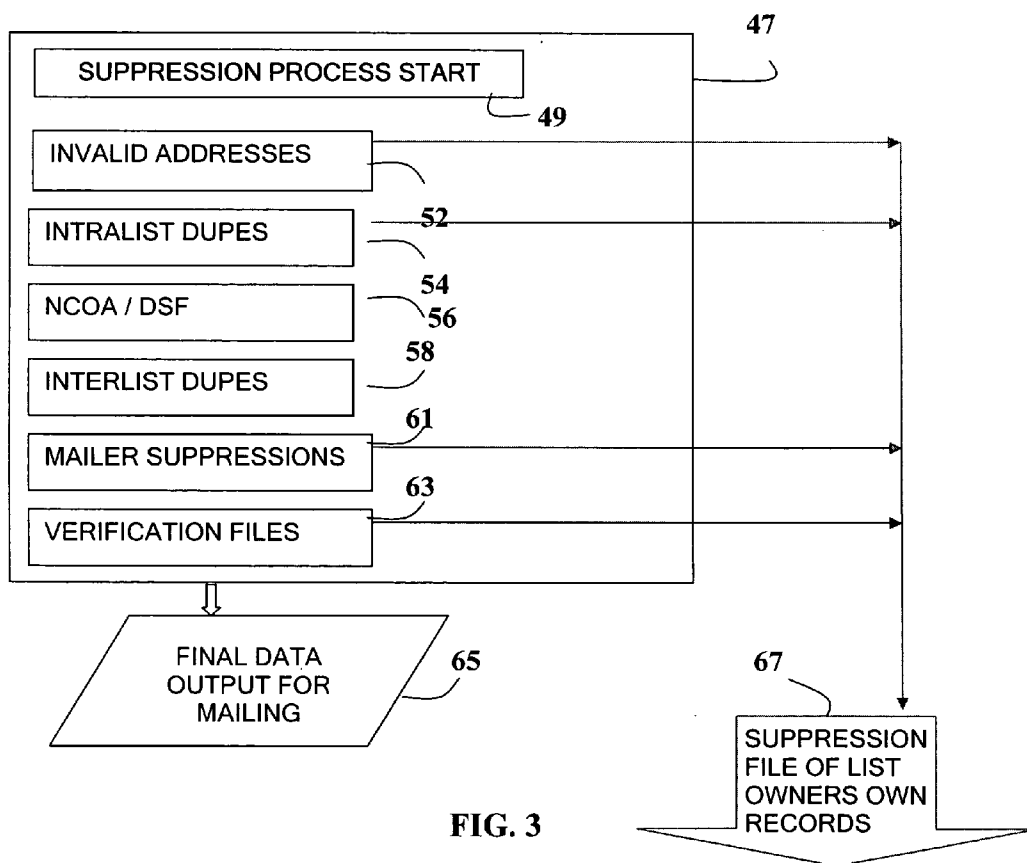 47
SUPPRESSION PROCESS START
49
INVALID ADDRESSES
52
INTRALIST DUPES
54
NCOA / DSF
56
58
INTERLIST DUPES
61
MAILER SUPPRESSIONS
63
VERIFICATION FILES
FINAL DATA
OUTPUT FOR
MAILING
65
67
SUPPRESSION
FILE OF LIST
OWNERS OWN
RECORDS
FIG. 3